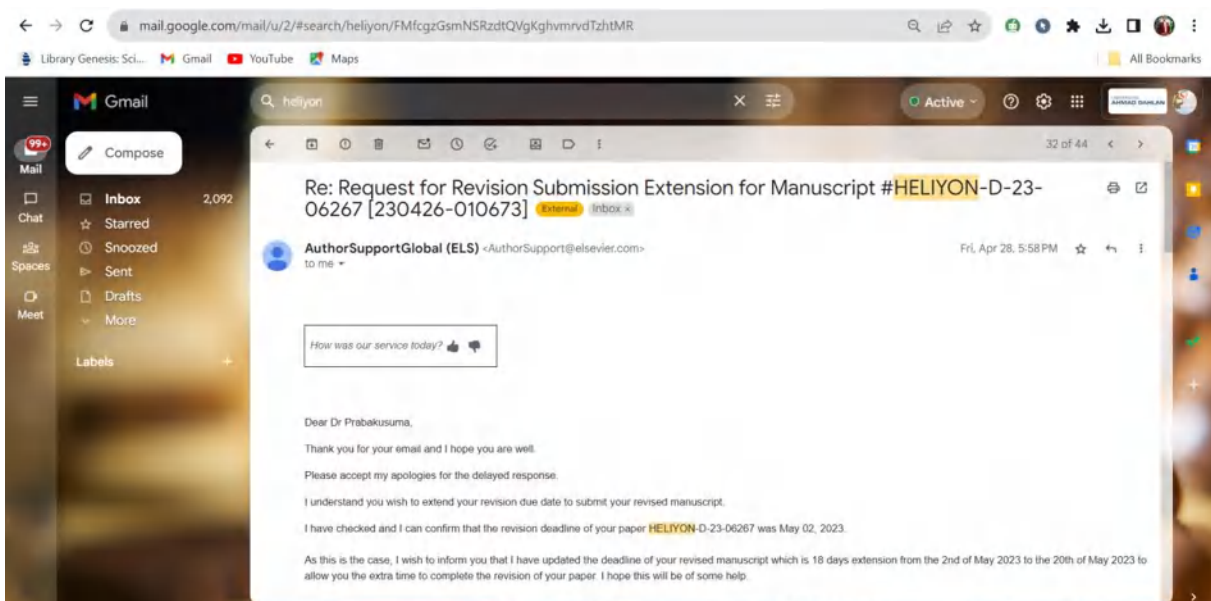 mail.google.com/mail/u/2/#search/heliyon/FMfcgzGsmNSRzdtQVgKghvmrvdTzhtMR
Library Genesis: Sci... Gmail YouTube Maps All Bookmarks
Gmail heliyon Active UNIVERSITAS AHMAD DAHLAN
99+ Compose 32 of 44
Mail
Chat
Spaces
Meet
Inbox 2,092
Starred
Snoozed
Sent
Drafts
More
Labels
Re: Request for Revision Submission Extension for Manuscript #HELIYON-D-23-
06267 [230426-010673] External Inbox x
AuthorSupportGlobal (ELS) <AuthorSupport@elsevier.com> Fri, Apr 28, 5:58 PM
to me
How was our service today?
Dear Dr Prabakusuma,
Thank you for your email and I hope you are well.
Please accept my apologies for the delayed response.
I understand you wish to extend your revision due date to submit your revised manuscript.
I have checked and I can confirm that the revision deadline of your paper HELIYON-D-23-06267 was May 02, 2023.
As this is the case, I wish to inform you that I have updated the deadline of your revised manuscript which is 18 days extension from the 2nd of May 2023 to the 20th of May 2023 to
allow you the extra time to complete the revision of your paper. I hope this will be of some help.